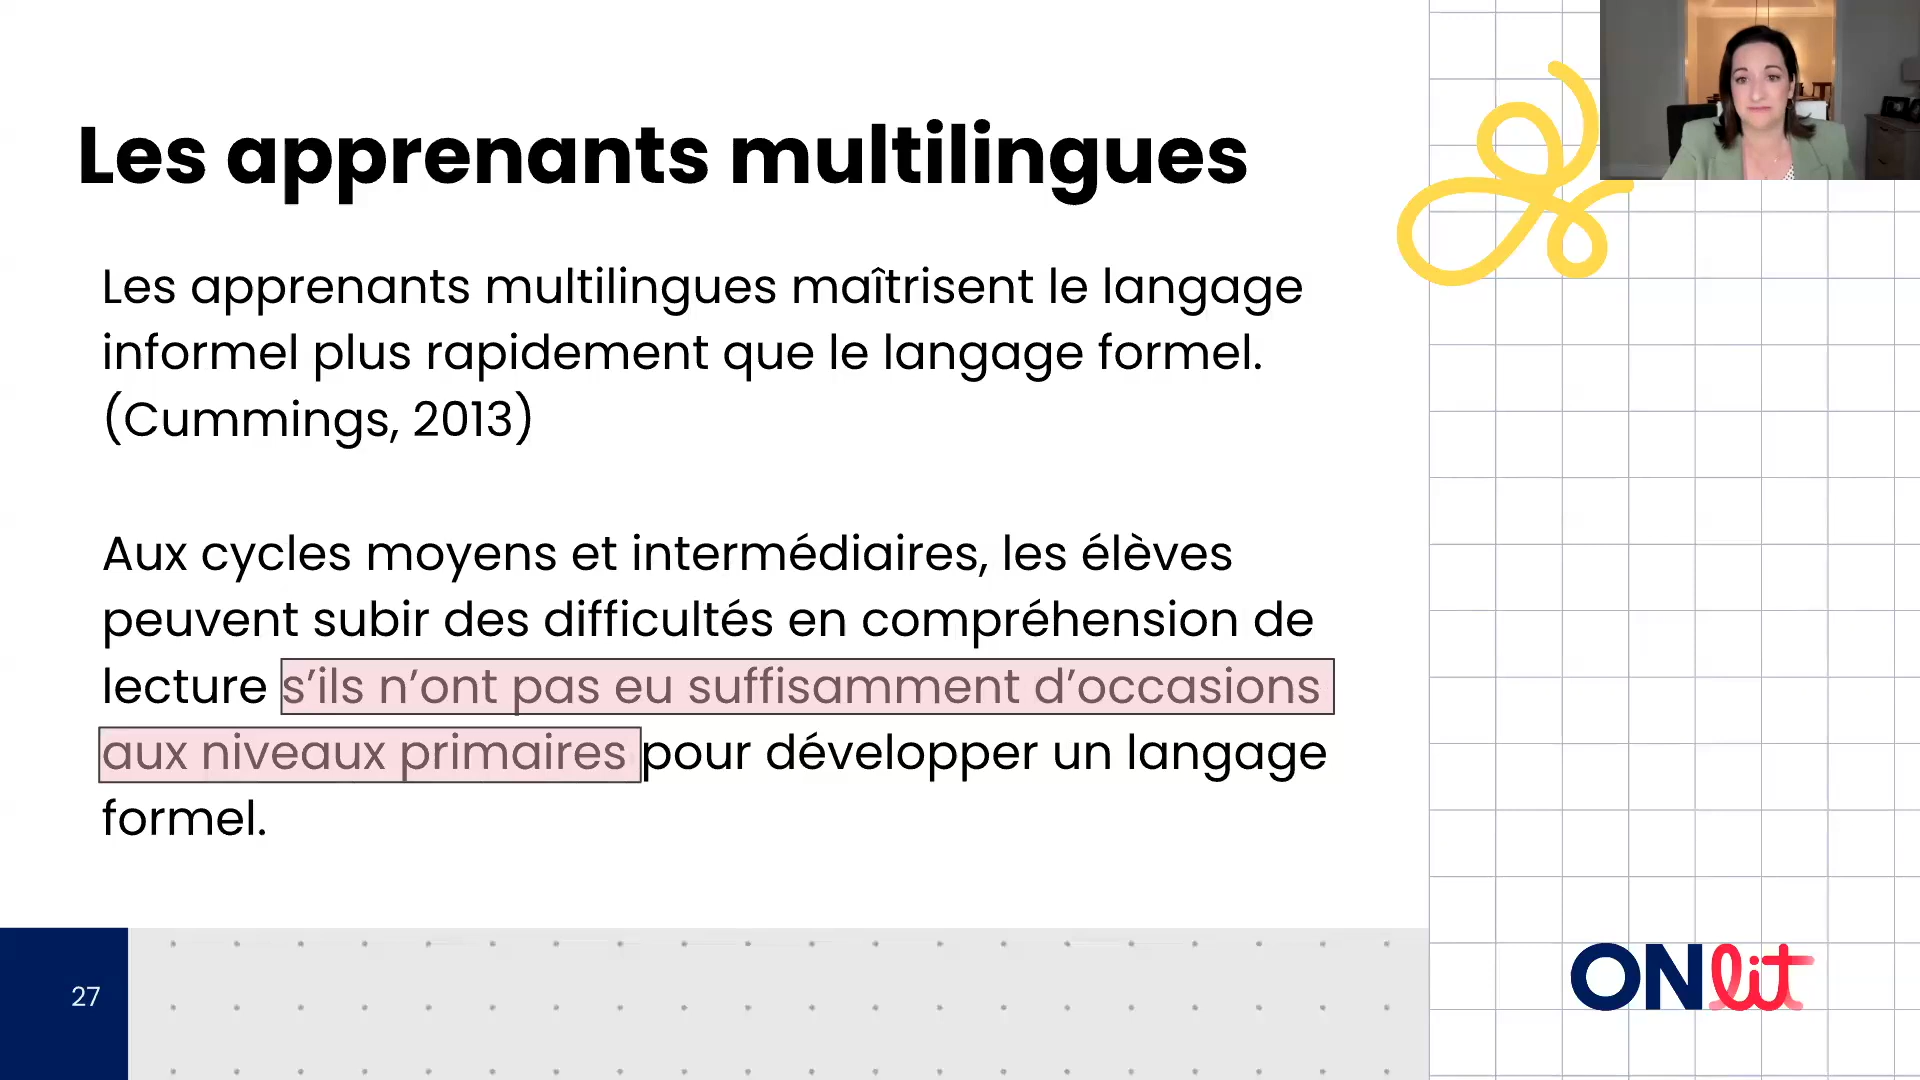 Les apprenants multilingues
Les apprenants multilingues maîtrisent le langage
informel plus rapidement que le langage formel.
(Cummings, 2013)
Aux cycles moyens et intermédiaires, les élèves
peuvent subir des difficultés en compréhension de
lecture s’ils n’ont pas eu suffisamment d’occasions
aux niveaux primaires pour développer un langage
formel.
27
ONlit